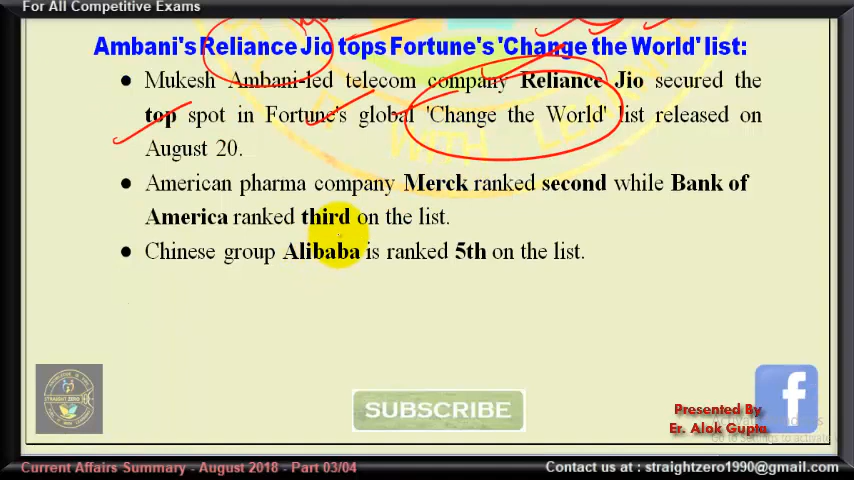 For All Competitive Exams
Ambani's Reliance Jio tops Fortune's 'Change the World' list:
● Mukesh Ambani-led telecom company Reliance Jio secured the
top spot in Fortune's global 'Change the World' list released on
August 20.
● American pharma company Merck ranked second while Bank of
America ranked third on the list.
● Chinese group Alibaba is ranked 5th on the list.
WITH LEARNING
STRAIGHT ZERO
SUBSCRIBE
f
Presented By
Er. Alok Gupta
Current Affairs Summary - August 2018 - Part 03/04
Contact us at : straightzero1990@gmail.com